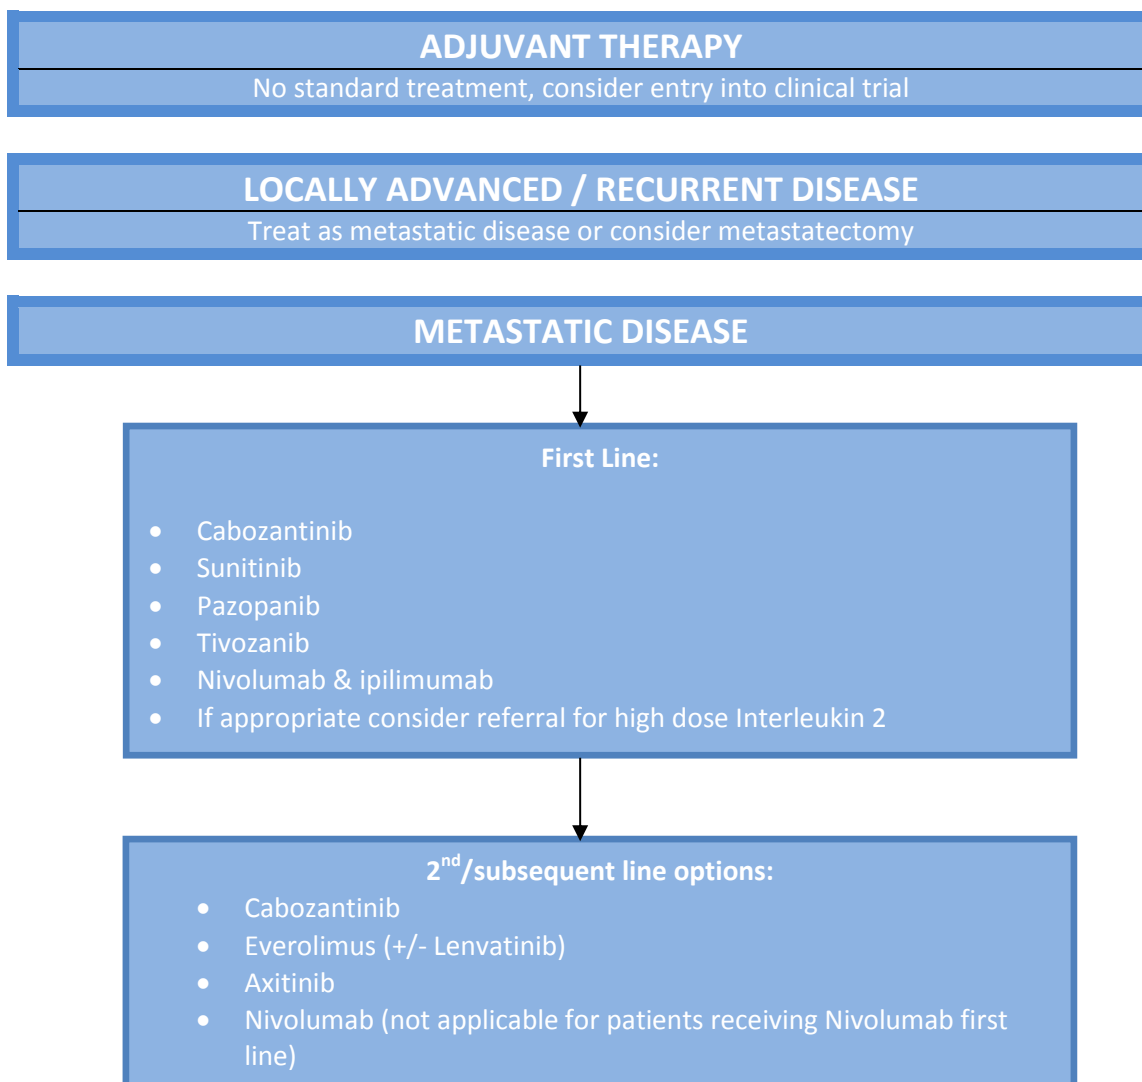 ADJUVANT THERAPY
No standard treatment, consider entry into clinical trial
LOCALLY ADVANCED / RECURRENT DISEASE
Treat as metastatic disease or consider metastatectomy
METASTATIC DISEASE
First Line:
• Cabozantinib
• Sunitinib
• Pazopanib
• Tivozanib
• Nivolumab & ipilimumab
• If appropriate consider referral for high dose Interleukin 2
2nd/subsequent line options:
• Cabozantinib
• Everolimus (+/- Lenvatinib)
• Axitinib
• Nivolumab (not applicable for patients receiving Nivolumab first
line)